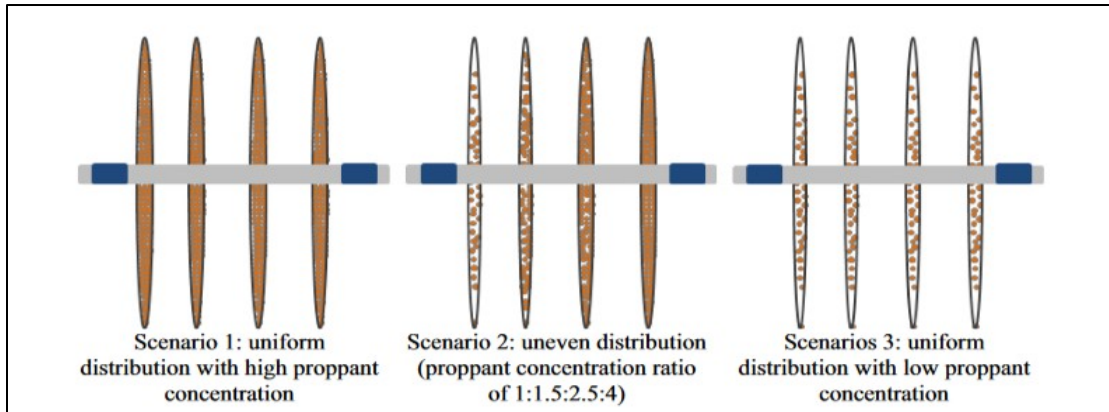 Scenario 1: uniform
distribution with high proppant
concentration
Scenario 2: uneven distribution
(proppant concentration ratio
of 1:1.5:2.5:4)
Scenarios 3: uniform
distribution with low proppant
concentration